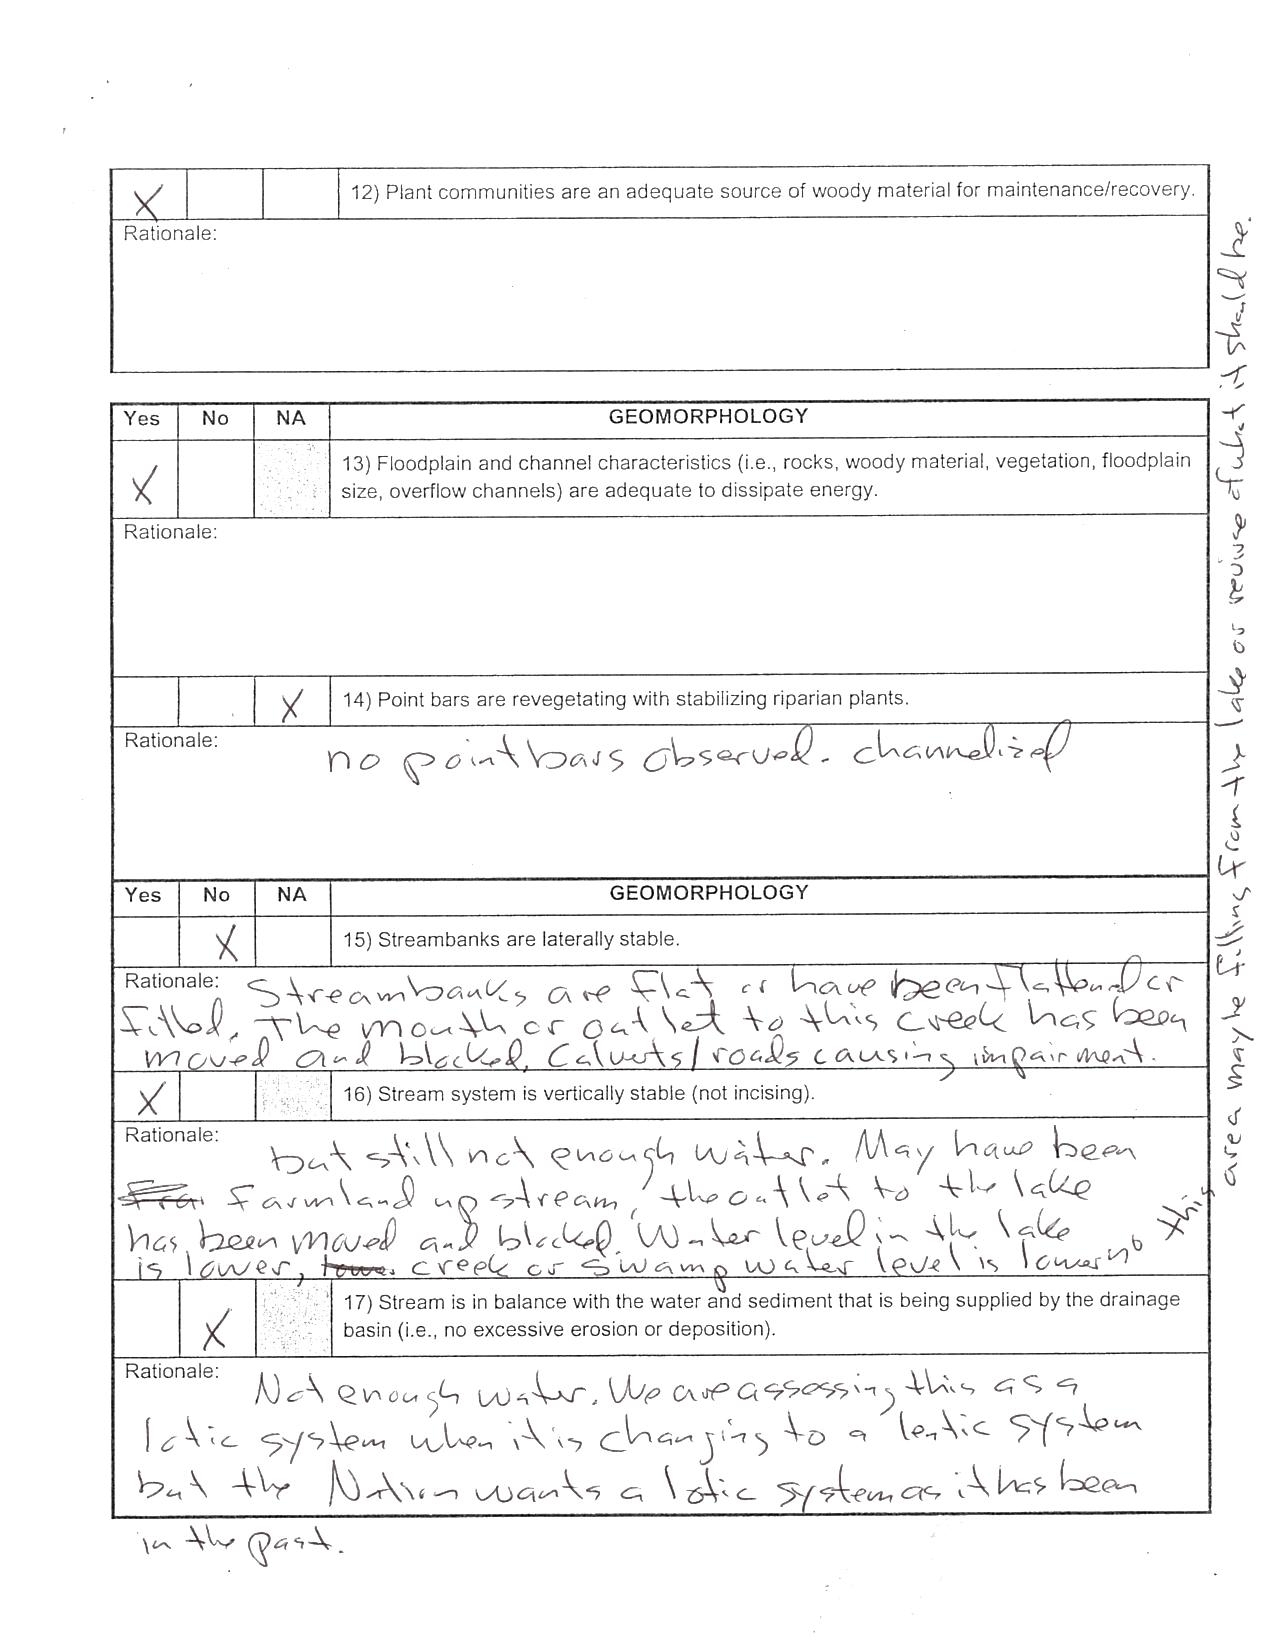 X 12) Plant communities are an adequate source of woody material for maintenance/recovery.
Rationale:
Yes No NA GEOMORPHOLOGY
X 13) Floodplain and channel characteristics (i.e., rocks, woody material, vegetation, floodplain
size, overflow channels) are adequate to dissipate energy.
Rationale:
X 14) Point bars are revegetating with stabilizing riparian plants.
Rationale: no point bars observed. channelized
Yes No NA GEOMORPHOLOGY
X 15) Streambanks are laterally stable.
Rationale: Streambanks are flat or have been flattened or
filled. The mouth or outlet to this creek has been
moved and blocked. Calverts/roads causing impairment.
X 16) Stream system is vertically stable (not incising).
Rationale: but still not enough water. May have been
farmland upstream, the outlet to the lake
has been moved and blocked. Water level in the lake
is lower, creek or swamp water level is lower
this
area may be filling from the lake or reverse of what it should be.
X 17) Stream is in balance with the water and sediment that is being supplied by the drainage
basin (i.e., no excessive erosion or deposition).
Rationale: Not enough water. We are assessing this as a
lotic system when it is changing to a lentic system
but the Nation wants a lotic system as it has been
in the past.